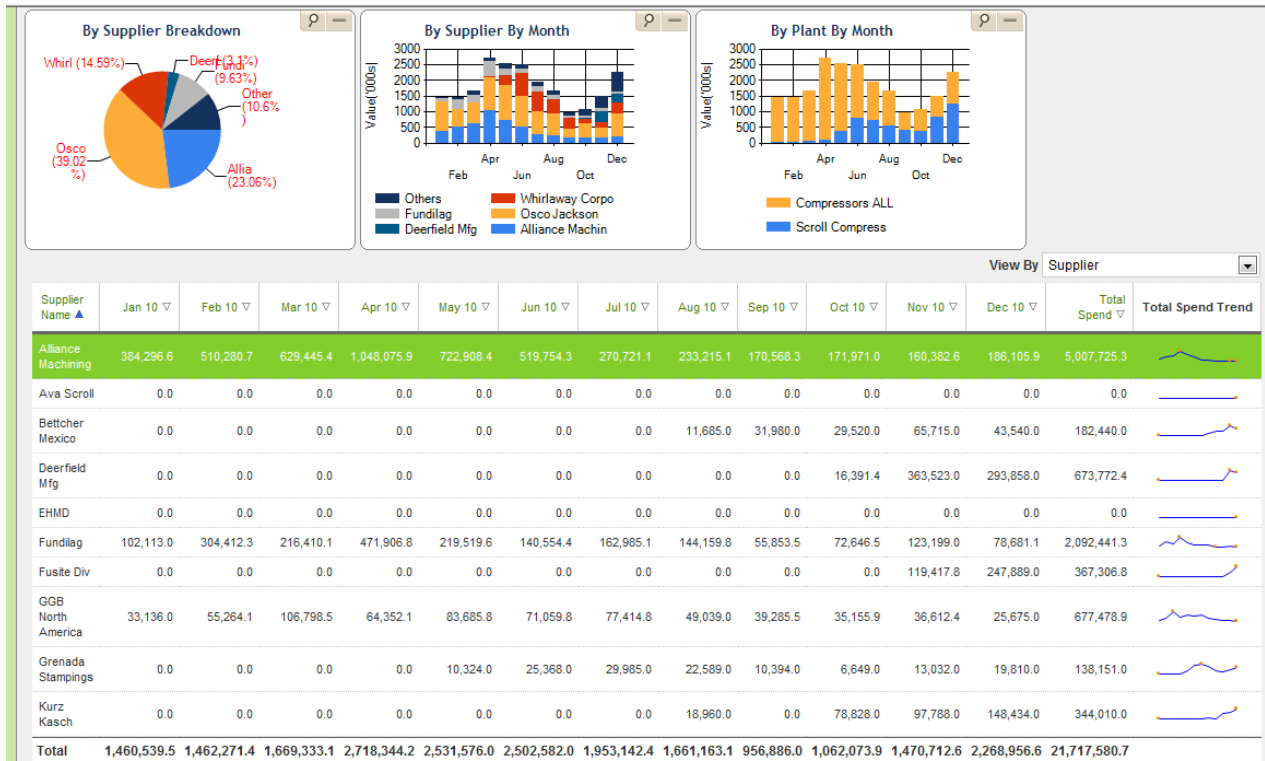 By Supplier Breakdown
Whirl (14.59%)
Deerf (3.1%)
Fundi
(9.63%)
Other
(10.6%
)
Osco
(39.02
%)
Allia
(23.06%)
By Supplier By Month
Value('000s]
3000
2500
2000
1500
1000
500
0
Apr Aug Dec
Feb Jun Oct
Others Whirlaway Corpo
Fundilag Osco Jackson
Deerfield Mfg Alliance Machin
By Plant By Month
Value('000s]
3000
2500
2000
1500
1000
500
0
Apr Aug Dec
Feb Jun Oct
Compressors ALL
Scroll Compress
View By Supplier
Supplier Name Jan 10 Feb 10 Mar 10 Apr 10 May 10 Jun 10 Jul 10 Aug 10 Sep 10 Oct 10 Nov 10 Dec 10 Total Spend Total Spend Trend
Alliance Machining 384,296.6 510,280.7 629,445.4 1,048,075.9 722,908.4 519,754.3 270,721.1 233,215.1 170,568.3 171,971.0 160,382.6 186,105.9 5,007,725.3
Ava Scroll 0.0 0.0 0.0 0.0 0.0 0.0 0.0 0.0 0.0 0.0 0.0 0.0 0.0
Bettcher Mexico 0.0 0.0 0.0 0.0 0.0 0.0 0.0 11,685.0 31,980.0 29,520.0 65,715.0 43,540.0 182,440.0
Deerfield Mfg 0.0 0.0 0.0 0.0 0.0 0.0 0.0 0.0 0.0 16,391.4 363,523.0 293,858.0 673,772.4
EHMD 0.0 0.0 0.0 0.0 0.0 0.0 0.0 0.0 0.0 0.0 0.0 0.0 0.0
Fundilag 102,113.0 304,412.3 216,410.1 471,906.8 219,519.6 140,554.4 162,985.1 144,159.8 55,853.5 72,646.5 123,199.0 78,681.1 2,092,441.3
Fusite Div 0.0 0.0 0.0 0.0 0.0 0.0 0.0 0.0 0.0 0.0 119,417.8 247,889.0 367,306.8
GGB North America 33,136.0 55,264.1 106,798.5 64,352.1 83,685.8 71,059.8 77,414.8 49,039.0 39,285.5 35,155.9 36,612.4 25,675.0 677,478.9
Grenada Stampings 0.0 0.0 0.0 0.0 10,324.0 25,368.0 29,985.0 22,589.0 10,394.0 6,649.0 13,032.0 19,810.0 138,151.0
Kurz Kasch 0.0 0.0 0.0 0.0 0.0 0.0 0.0 18,960.0 0.0 78,828.0 97,788.0 148,434.0 344,010.0
Total 1,460,539.5 1,462,271.4 1,669,333.1 2,718,344.2 2,531,576.0 2,502,582.0 1,953,142.4 1,661,163.1 956,886.0 1,062,073.9 1,470,712.6 2,268,956.6 21,717,580.7